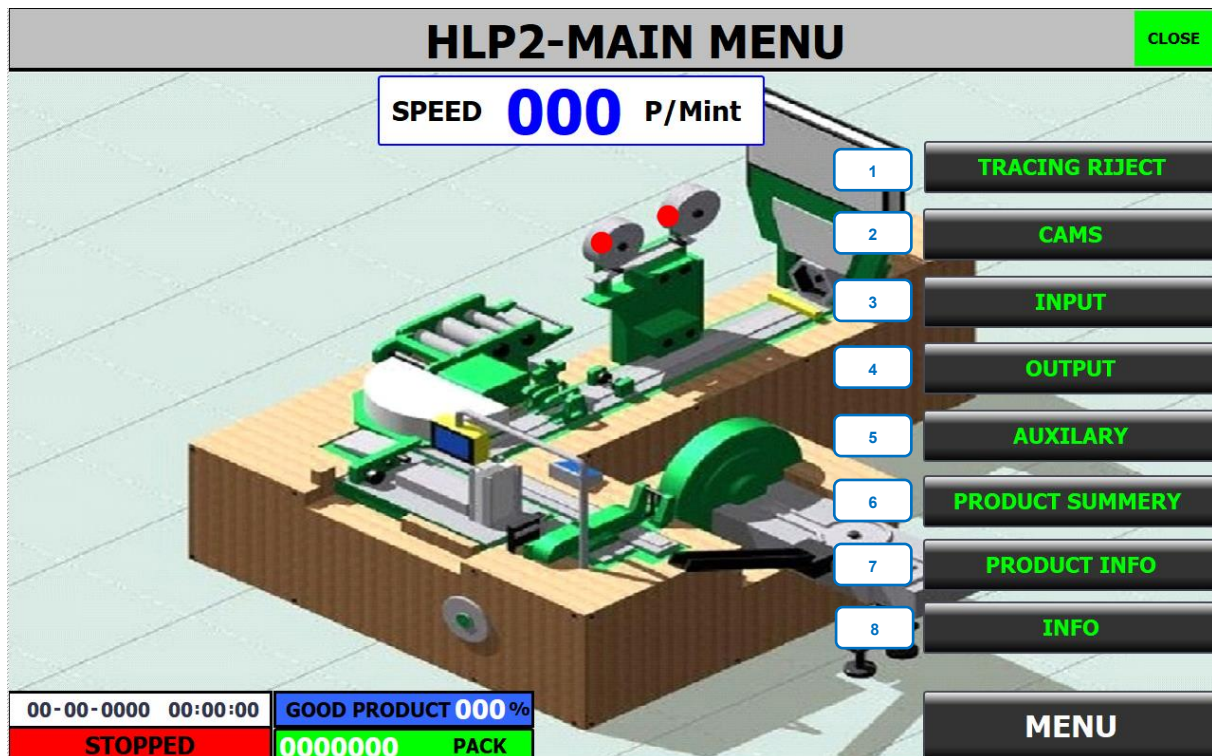 HLP2-MAIN MENU
CLOSE
SPEED 000 P/Mint
1 TRACING RIJECT
2 CAMS
3 INPUT
4 OUTPUT
5 AUXILARY
6 PRODUCT SUMMERY
7 PRODUCT INFO
8 INFO
00-00-0000 00:00:00
GOOD PRODUCT 000 %
STOPPED
0000000 PACK
MENU